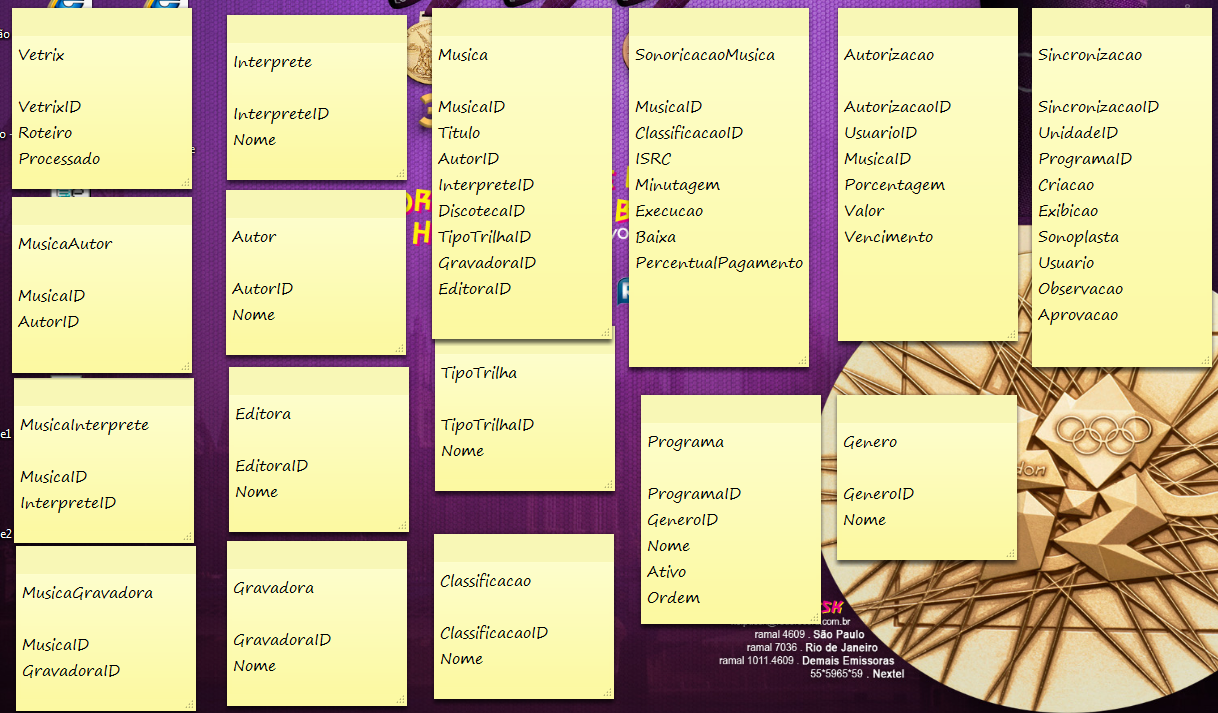 Vetrix
VetrixID
Roteiro
Processado
MusicaAutor
MusicaID
AutorID
MusicaInterprete
MusicaID
InterpreteID
MusicaGravadora
MusicaID
GravadoraID
Interprete
InterpreteID
Nome
Autor
AutorID
Nome
Editora
EditoraID
Nome
Gravadora
GravadoraID
Nome
Musica
MusicaID
Titulo
AutorID
InterpreteID
DiscotecaID
TipoTrilhaID
GravadoraID
EditoraID
TipoTrilha
TipoTrilhaID
Nome
Classificacao
ClassificacaoID
Nome
SonoricacaoMusica
MusicaID
ClassificacaoID
ISRC
Minutagem
Execucao
Baixa
PercentualPagamento
Programa
ProgramaID
GeneroID
Nome
Ativo
Ordem
Autorizacao
AutorizacaoID
UsuarioID
MusicaID
Porcentagem
Valor
Vencimento
Genero
GeneroID
Nome
Sincronizacao
SincronizacaoID
UnidadeID
ProgramaID
Criacao
Exibicao
Sonoplasta
Usuario
Observacao
Aprovacao
ramal 4609 . São Paulo
ramal 7036 . Rio de Janeiro
ramal 1011.4609 . Demais Emissoras
55*5965*59 . Nextel